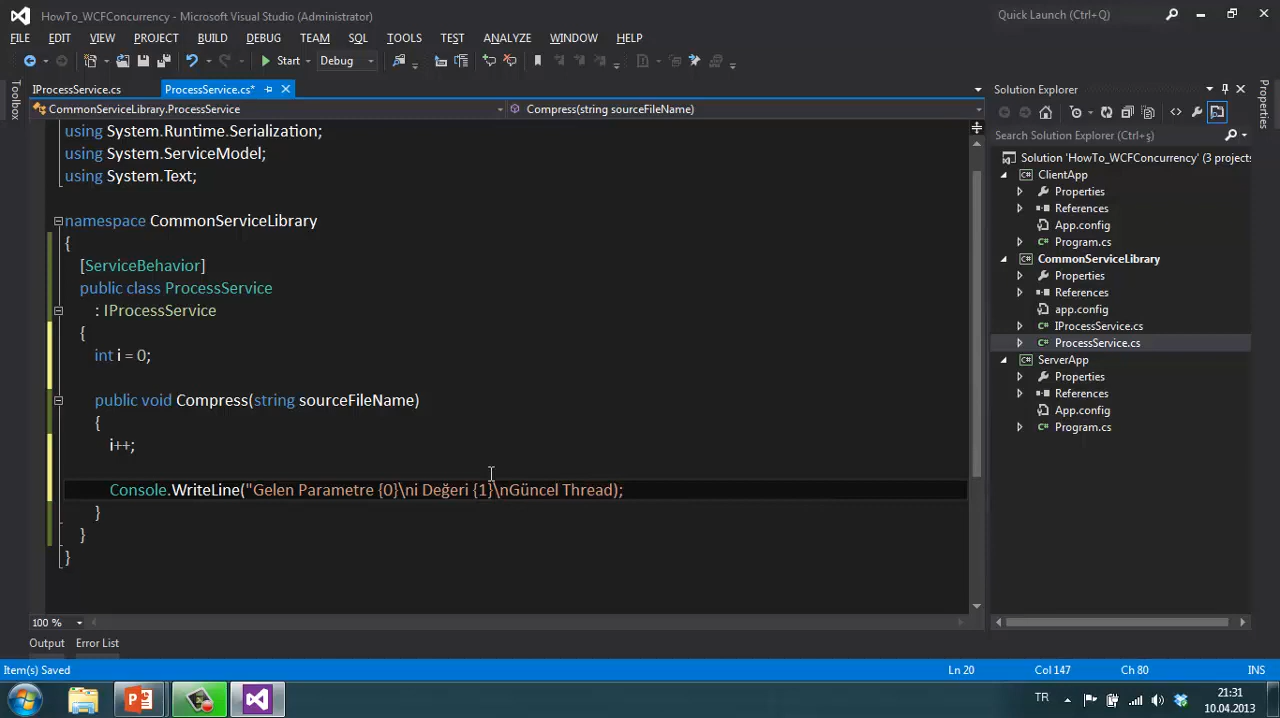 HowTo_WCFConcurrency - Microsoft Visual Studio (Administrator)
Quick Launch (Ctrl+Q)
FILE EDIT VIEW PROJECT BUILD DEBUG TEAM SQL TOOLS TEST ANALYZE WINDOW HELP
Start Debug
Toolbox
IProcessService.cs ProcessService.cs*
CommonServiceLibrary.ProcessService Compress(string sourceFileName)
using System.Runtime.Serialization;
using System.ServiceModel;
using System.Text;
namespace CommonServiceLibrary
{
[ServiceBehavior]
public class ProcessService
: IProcessService
{
int i = 0;
public void Compress(string sourceFileName)
{
i++;
Console.WriteLine("Gelen Parametre {0}\ni Değeri {1}\nGüncel Thread);
}
}
}
100 %
Solution Explorer
Search Solution Explorer (Ctrl+ş)
Solution 'HowTo_WCFConcurrency' (3 projects
ClientApp
Properties
References
App.config
Program.cs
CommonServiceLibrary
Properties
References
app.config
IProcessService.cs
ProcessService.cs
ServerApp
Properties
References
App.config
Program.cs
Properties
Output Error List
Item(s) Saved Ln 20 Col 147 Ch 80 INS
TR 21:31
10.04.2013